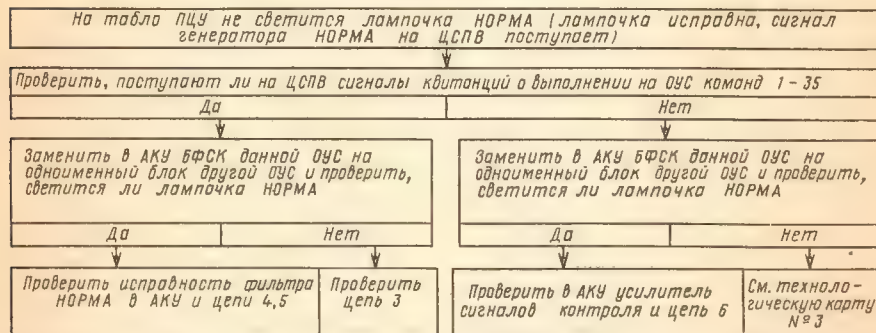 На табло ПЦУ не светится лампочка НОРМА (лампочка исправна, сигнал
генератора НОРМА на ЦСПВ поступает)
Проверить, поступают ли на ЦСПВ сигналы квитанций о выполнении на ОУС команд 1-35
Да
Нет
Заменить в АКУ БФСК данной ОУС на
одноименный блок другой ОУС и проверить,
светится ли лампочка НОРМА
Заменить в АКУ БФСК данной ОУС на
одноименный блок другой ОУС и проверить,
светится ли лампочка НОРМА
Да
Нет
Да
Нет
Проверить исправность фильтра
НОРМА в АКУ и цепи 4,5
Проверить
цепь 3
Проверить в АКУ усилитель
сигналов контроля и цепь 6
См. техноло-
гическую карту
№ 3